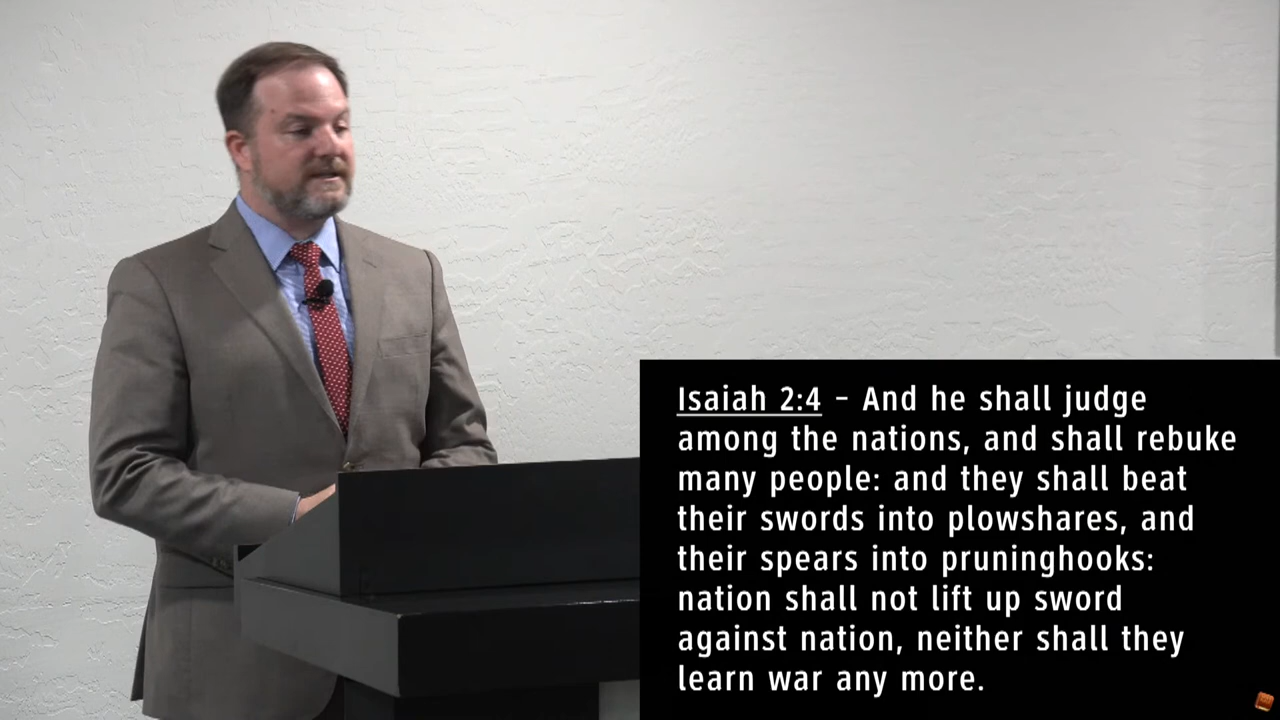 Isaiah 2:4 – And he shall judge
among the nations, and shall rebuke
many people: and they shall beat
their swords into plowshares, and
their spears into pruninghooks:
nation shall not lift up sword
against nation, neither shall they
learn war any more.